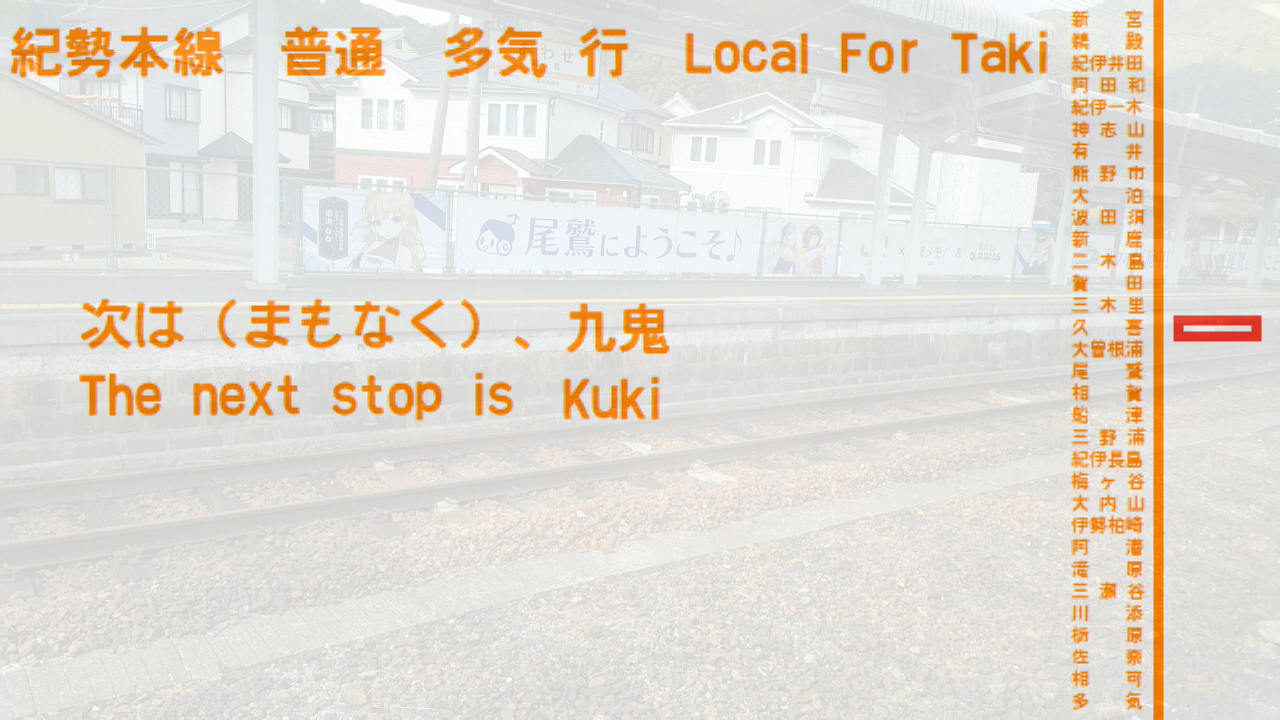 紀勢本線 普通 多気 行 Local For Taki
次は（まもなく）、九鬼
The next stop is Kuki
尾鷲にようこそ♪
新宮
鵜殿
紀伊井田
阿田和
紀伊一木
神志山
有井
熊野市
大泊
波田須
新鹿
二木島
賀田
三木里
久喜
大曽根浦
尾鷲
相賀
船津
三野浦
紀伊長島
梅ヶ谷
大内山
伊勢柏崎
阿漕
滝原
三瀬谷
川添
栃原
佐奈
相可
多気